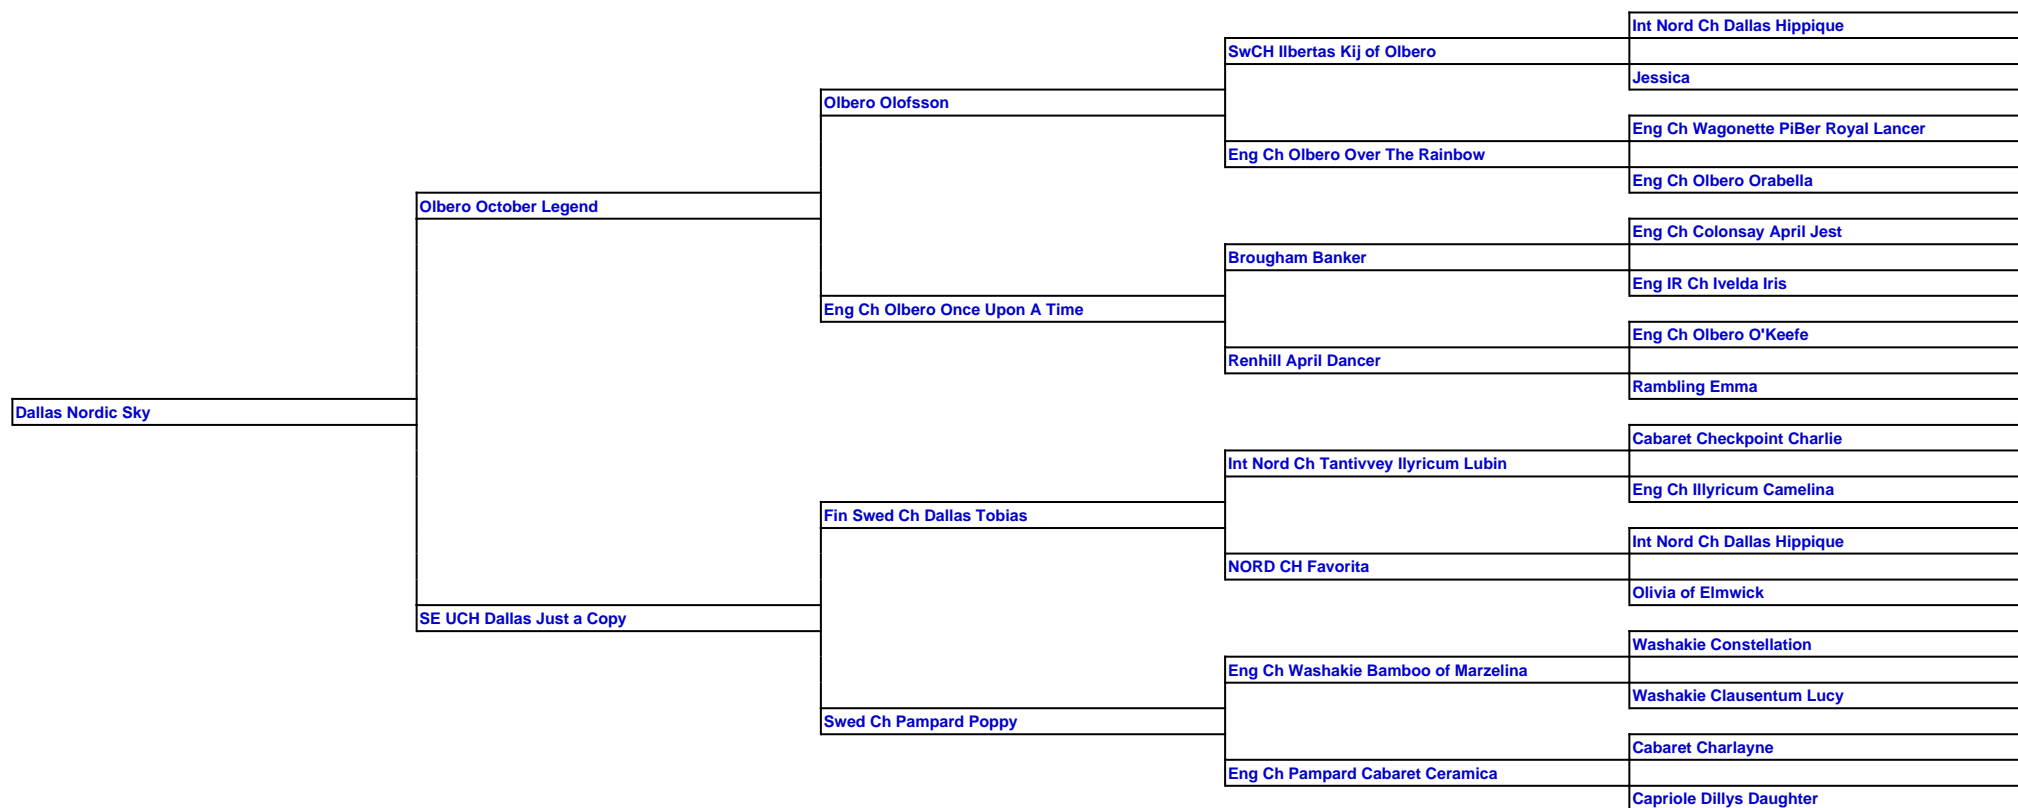 Int Nord Ch Dallas Hippique
SwCH Ilbertas Kij of Olbero
Jessica
Olbero Olofsson
Eng Ch Wagonette PiBer Royal Lancer
Eng Ch Olbero Over The Rainbow
Eng Ch Olbero Orabella
Olbero October Legend
Eng Ch Colonsay April Jest
Brougham Banker
Eng IR Ch Ivelda Iris
Eng Ch Olbero Once Upon A Time
Eng Ch Olbero O'Keefe
Renhill April Dancer
Rambling Emma
Dallas Nordic Sky
Cabaret Checkpoint Charlie
Int Nord Ch Tantivvey Ilyricum Lubin
Eng Ch Illyricum Camelina
Fin Swed Ch Dallas Tobias
Int Nord Ch Dallas Hippique
NORD CH Favorita
Olivia of Elmwick
SE UCH Dallas Just a Copy
Washakie Constellation
Eng Ch Washakie Bamboo of Marzelina
Washakie Clausentum Lucy
Swed Ch Pampard Poppy
Cabaret Charlayne
Eng Ch Pampard Cabaret Ceramica
Capriole Dillys Daughter